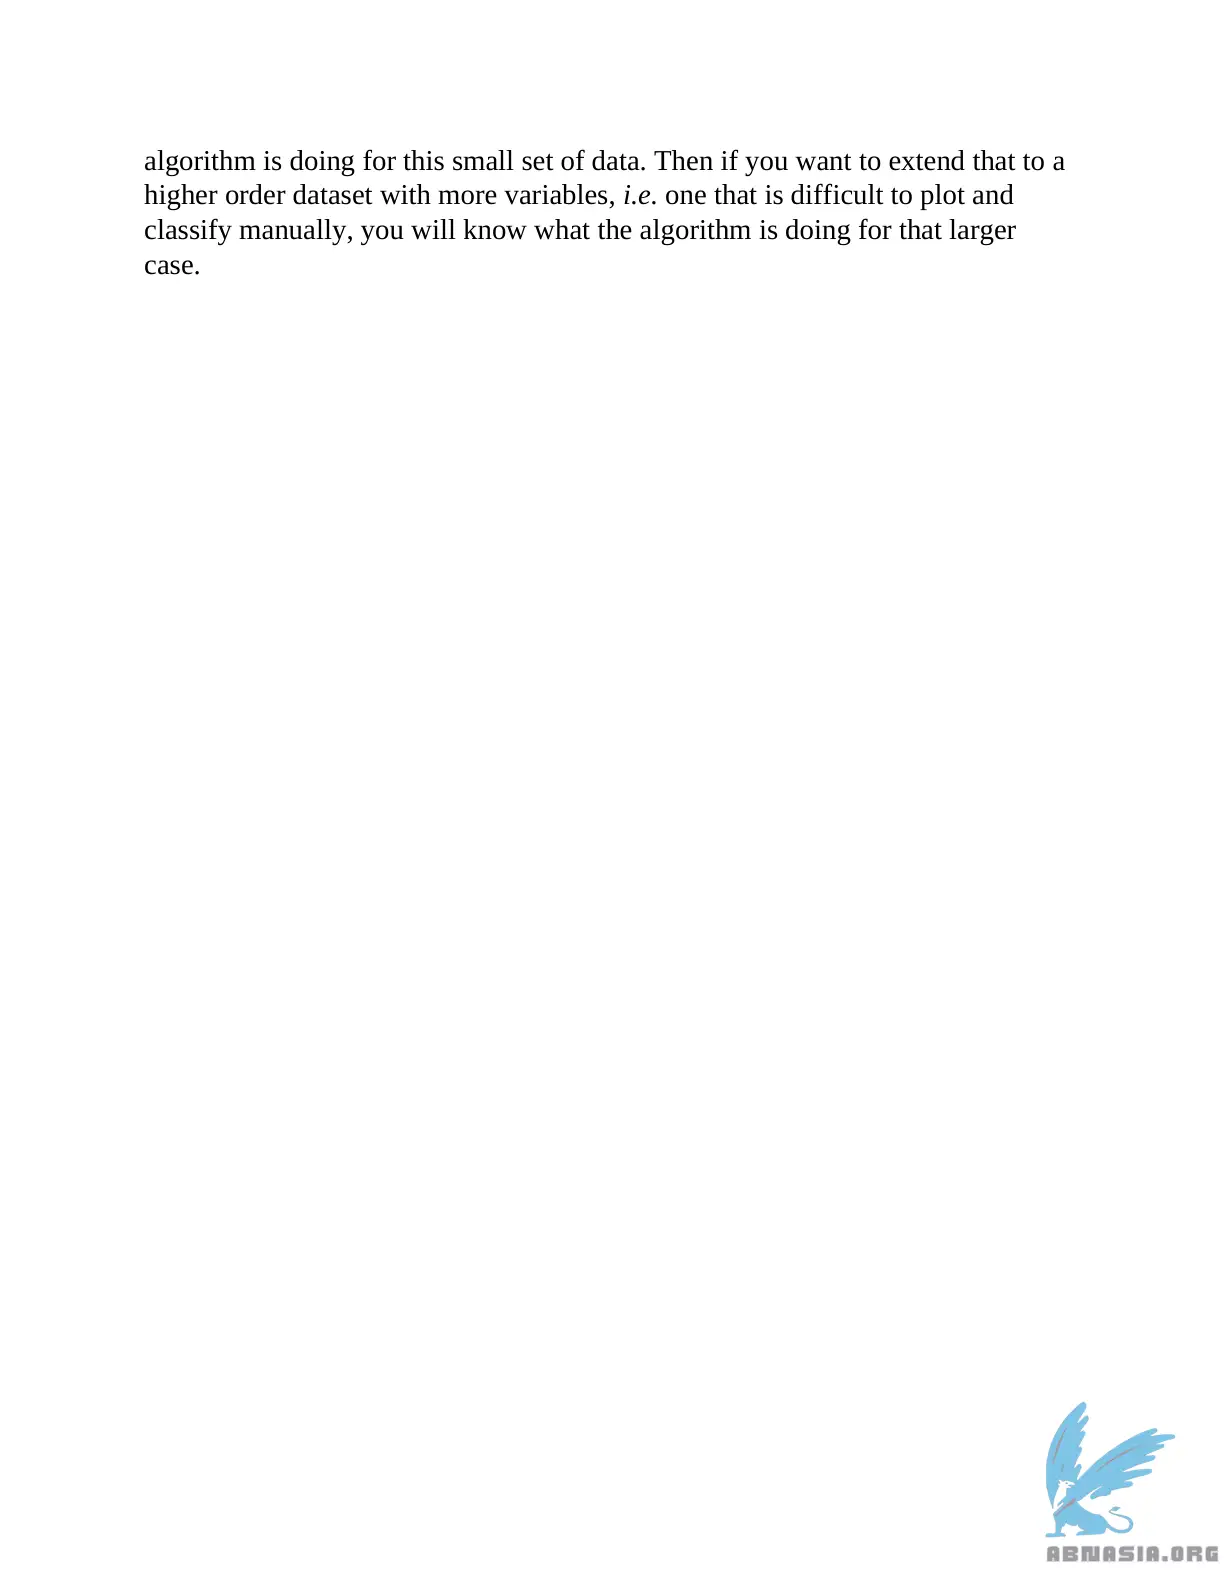 algorithm is doing for this small set of data. Then if you want to extend that to a
higher order dataset with more variables, i.e. one that is difficult to plot and
classify manually, you will know what the algorithm is doing for that larger
case.
ABNASIA.ORG